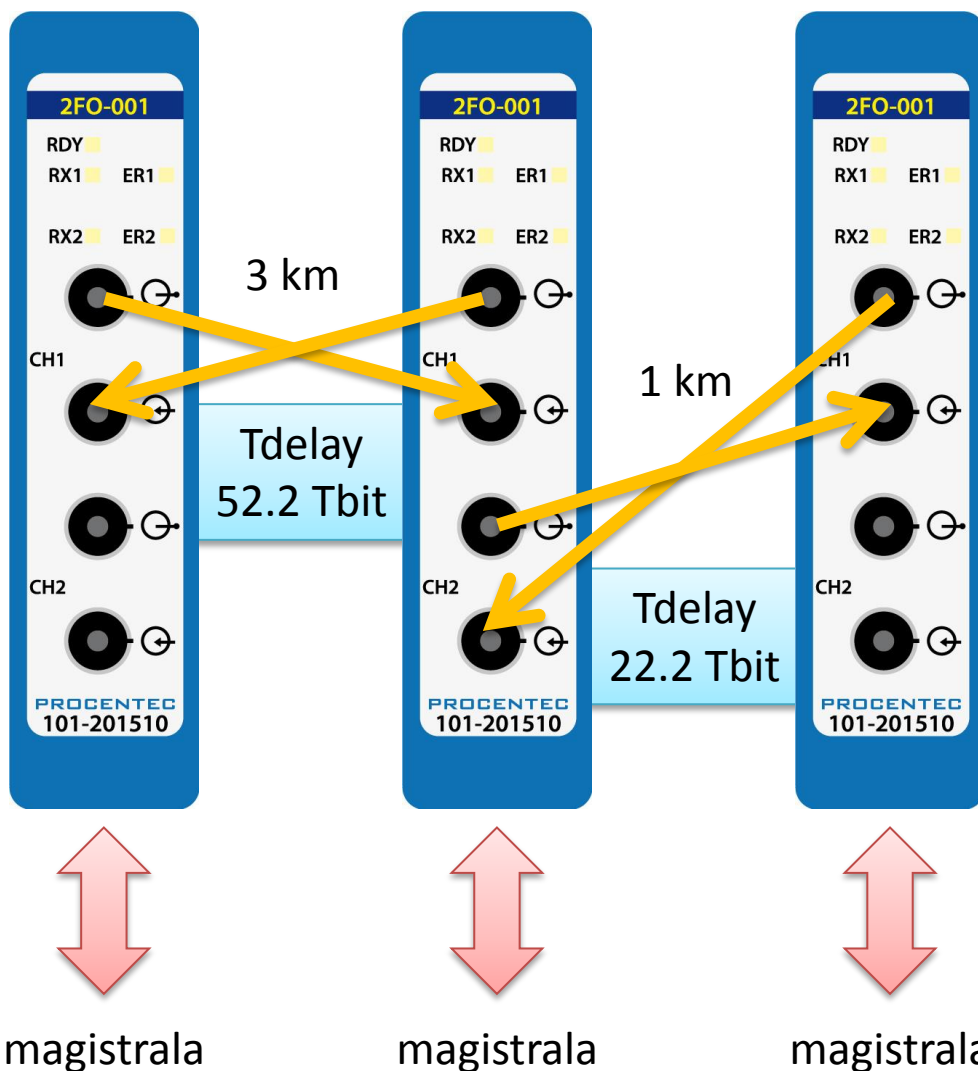 2FO-001
RDY
RX1 ER1
RX2 ER2
CH1
CH2
PROCENTEC
101-201510
3 km
Tdelay
52.2 Tbit
2FO-001
RDY
RX1 ER1
RX2 ER2
CH1
CH2
PROCENTEC
101-201510
1 km
Tdelay
22.2 Tbit
2FO-001
RDY
RX1 ER1
RX2 ER2
CH1
CH2
PROCENTEC
101-201510
magistrala
magistrala
magistrala